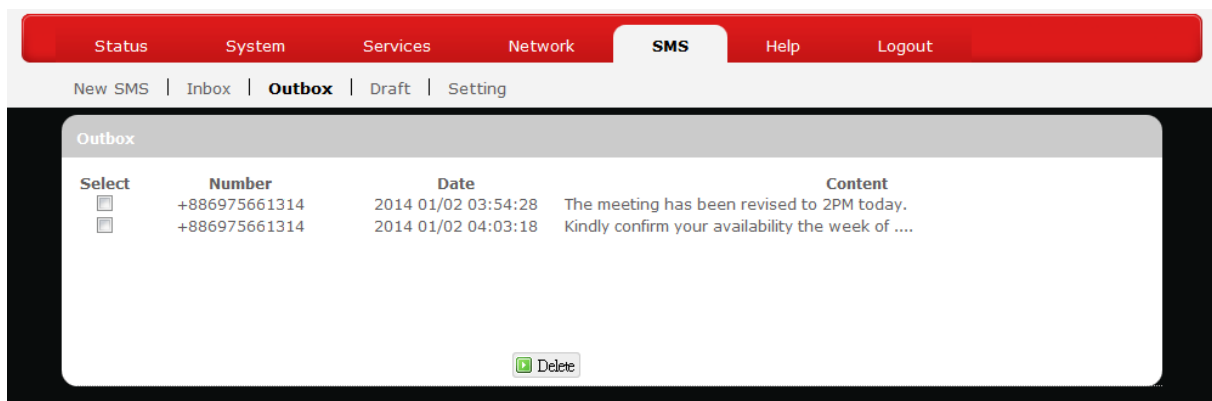 Status System Services Network SMS Help Logout
New SMS | Inbox | Outbox | Draft | Setting
Outbox
Select Number Date Content
+886975661314 2014 01/02 03:54:28 The meeting has been revised to 2PM today.
+886975661314 2014 01/02 04:03:18 Kindly confirm your availability the week of ....
Delete